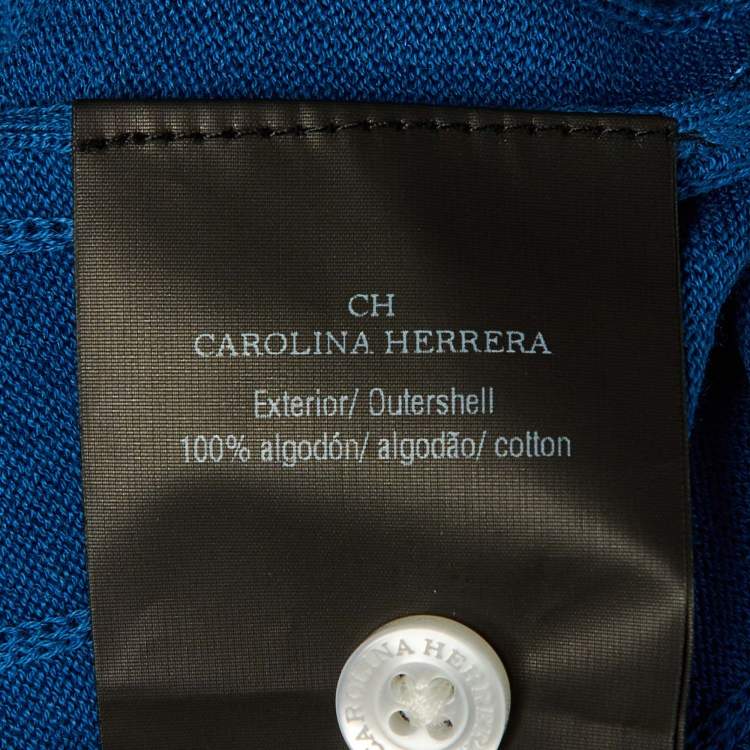 CH
CAROLINA HERRERA
Exterior/ Outershell
100% algodón/ algodão/ cotton
CAROLINA HERRERA